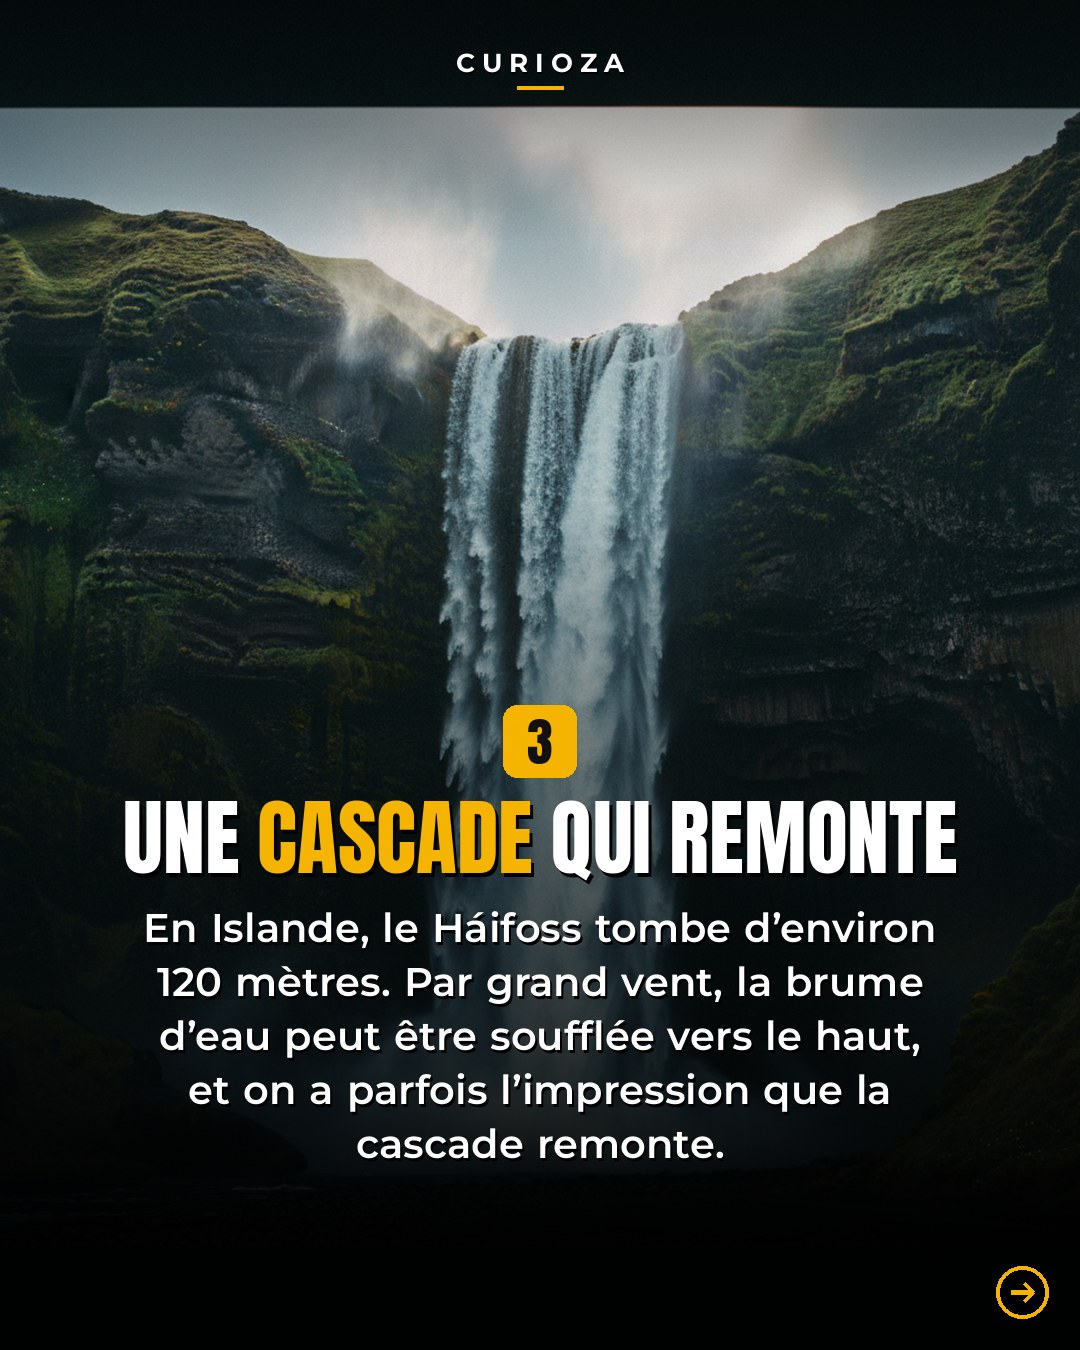 CURIOZA
3
UNE CASCADE QUI REMONTE
En Islande, le Háifoss tombe d’environ
120 mètres. Par grand vent, la brume
d’eau peut être soufflée vers le haut,
et on a parfois l’impression que la
cascade remonte.